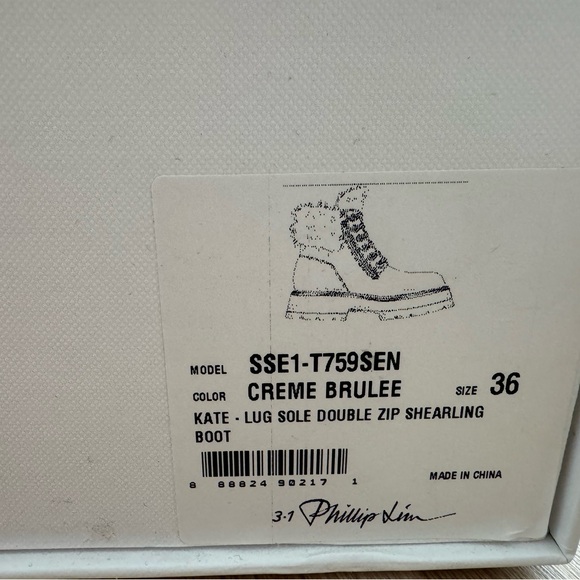 MODEL SSE1-T759SEN
COLOR CREME BRULEE SIZE 36
KATE - LUG SOLE DOUBLE ZIP SHEARLING
BOOT
8 88824 90217 1
MADE IN CHINA
3.1 Phillip Lim